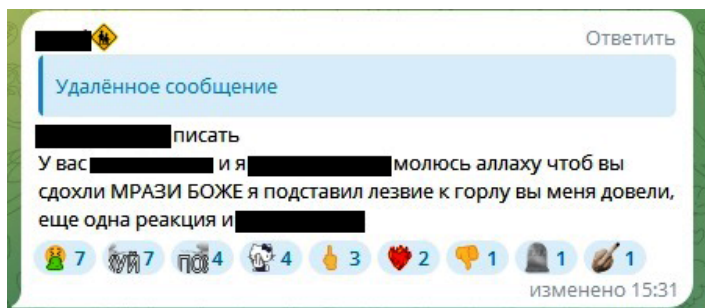 Ответить
Удалённое сообщение
писать
У вас и я молюсь аллаху чтоб вы
сдохли МРАЗИ БОЖЕ я подставил лезвие к горлу вы меня довели,
еще одна реакция и
7 7 4 4 3 2 1 1 1
изменено 15:31